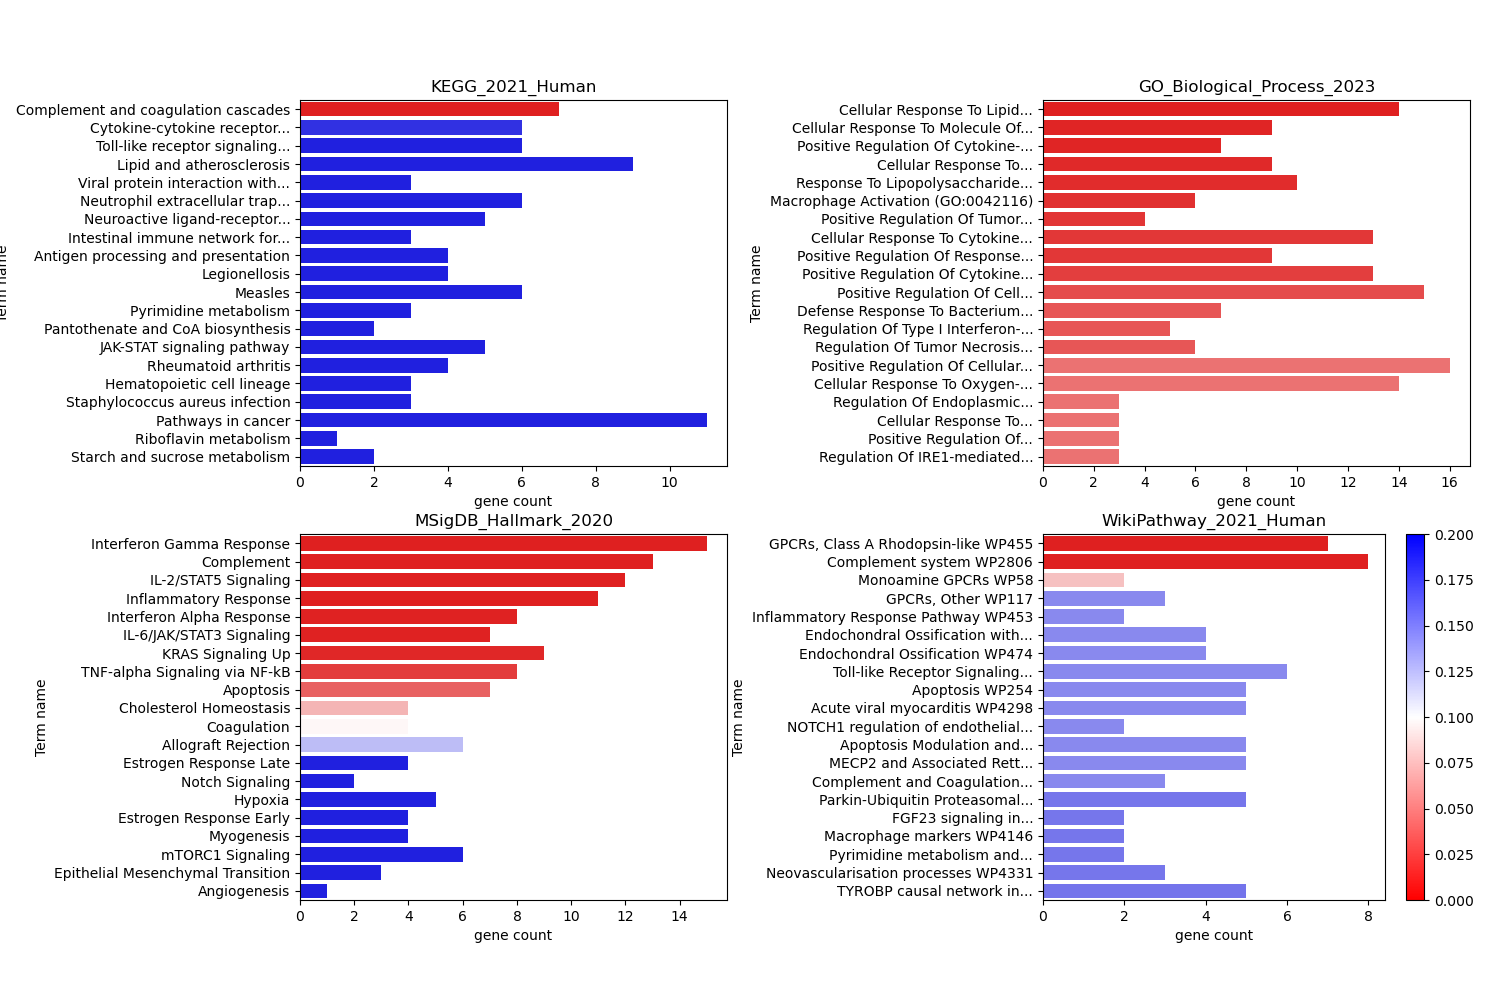 KEGG_2021_Human
Complement and coagulation cascades
Cytokine-cytokine receptor...
Toll-like receptor signaling...
Lipid and atherosclerosis
Viral protein interaction with...
Neutrophil extracellular trap...
Neuroactive ligand-receptor...
Intestinal immune network for...
Antigen processing and presentation
Legionellosis
Measles
Pyrimidine metabolism
Pantothenate and CoA biosynthesis
JAK-STAT signaling pathway
Rheumatoid arthritis
Hematopoietic cell lineage
Staphylococcus aureus infection
Pathways in cancer
Riboflavin metabolism
Starch and sucrose metabolism
Term name
0 2 4 6 8 10
gene count
GO_Biological_Process_2023
Cellular Response To Lipid...
Cellular Response To Molecule Of...
Positive Regulation Of Cytokine-...
Cellular Response To...
Response To Lipopolysaccharide...
Macrophage Activation (GO:0042116)
Positive Regulation Of Tumor...
Cellular Response To Cytokine...
Positive Regulation Of Response...
Positive Regulation Of Cytokine...
Positive Regulation Of Cell...
Defense Response To Bacterium...
Regulation Of Type I Interferon-...
Regulation Of Tumor Necrosis...
Positive Regulation Of Cellular...
Cellular Response To Oxygen-...
Regulation Of Endoplasmic...
Cellular Response To...
Positive Regulation Of...
Regulation Of IRE1-mediated...
Term name
0 2 4 6 8 10 12 14 16
gene count
MSigDB_Hallmark_2020
Interferon Gamma Response
Complement
IL-2/STAT5 Signaling
Inflammatory Response
Interferon Alpha Response
IL-6/JAK/STAT3 Signaling
KRAS Signaling Up
TNF-alpha Signaling via NF-kB
Apoptosis
Cholesterol Homeostasis
Coagulation
Allograft Rejection
Estrogen Response Late
Notch Signaling
Hypoxia
Estrogen Response Early
Myogenesis
mTORC1 Signaling
Epithelial Mesenchymal Transition
Angiogenesis
Term name
0 2 4 6 8 10 12 14
gene count
WikiPathway_2021_Human
GPCRs, Class A Rhodopsin-like WP455
Complement system WP2806
Monoamine GPCRs WP58
GPCRs, Other WP117
Inflammatory Response Pathway WP453
Endochondral Ossification with...
Endochondral Ossification WP474
Toll-like Receptor Signaling...
Apoptosis WP254
Acute viral myocarditis WP4298
NOTCH1 regulation of endothelial...
Apoptosis Modulation and...
MECP2 and Associated Rett...
Complement and Coagulation...
Parkin-Ubiquitin Proteasomal...
FGF23 signaling in...
Macrophage markers WP4146
Pyrimidine metabolism and...
Neovascularisation processes WP4331
TYROBP causal network in...
Term name
0 2 4 6 8
gene count
0.200
0.175
0.150
0.125
0.100
0.075
0.050
0.025
0.000